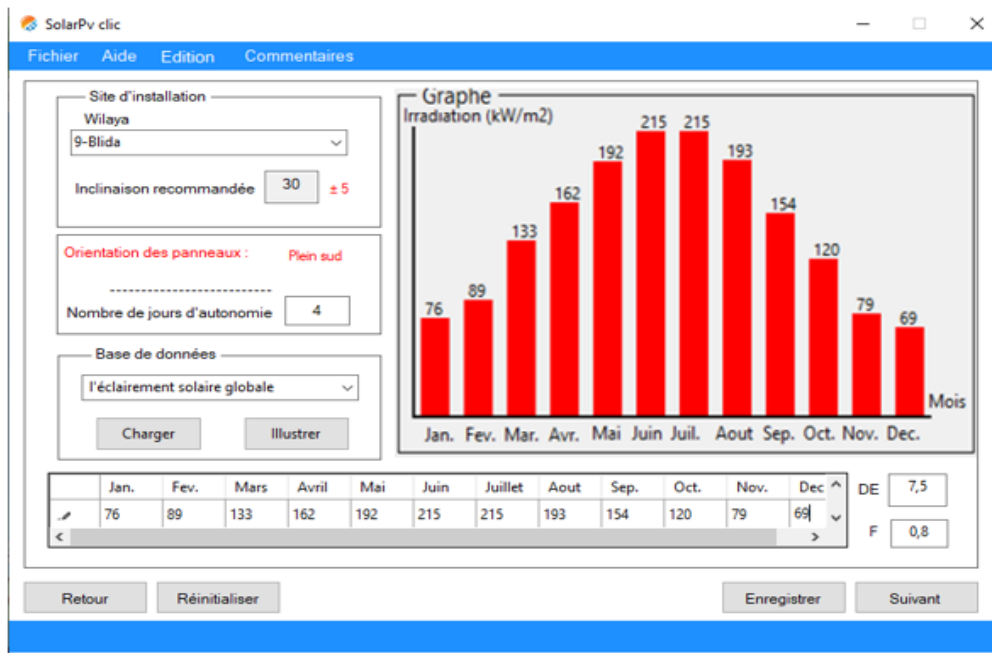 SolarPv clic
Fichier Aide Edition Commentaires
Site d'installation
Wilaya
9-Blida
Inclinaison recommandée 30 ± 5
Orientation des panneaux : Plein sud
--------------------------
Nombre de jours d'autonomie 4
Base de données
l'éclairement solaire globale
Charger Illustrer
Graphe
Irradiation (kW/m2)
76 89 133 162 192 215 215 193 154 120 79 69
Mois
Jan. Fev. Mar. Avr. Mai Juin Juil. Aout Sep. Oct. Nov. Dec.
Jan. Fev. Mars Avril Mai Juin Juillet Aout Sep. Oct. Nov. Dec
76 89 133 162 192 215 215 193 154 120 79 69
DE 7,5
F 0,8
Retour Réinitialiser Enregistrer Suivant